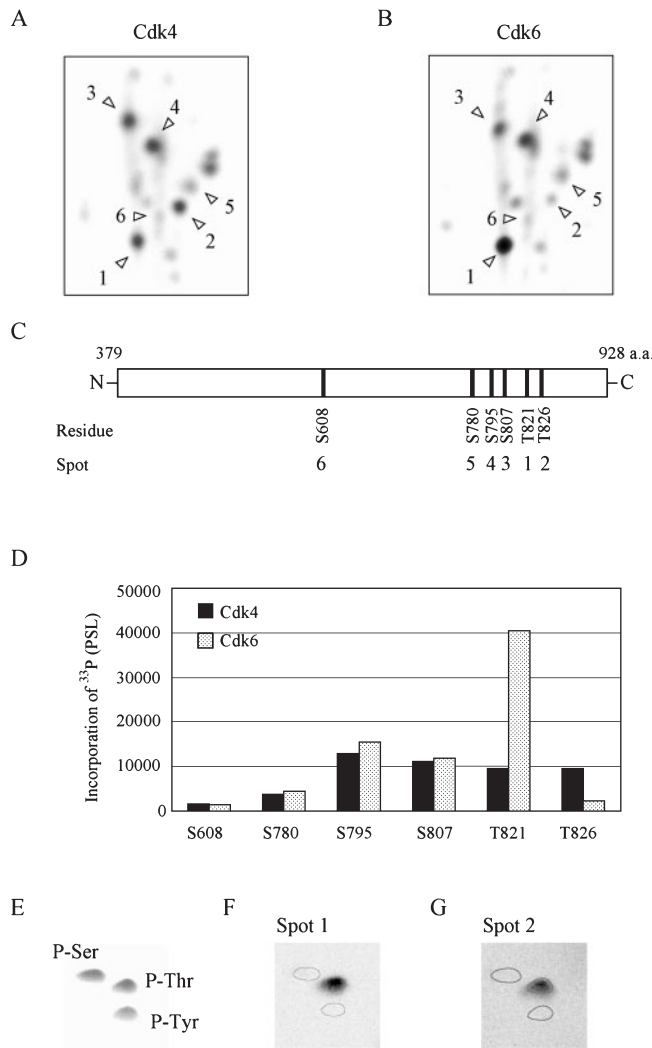 A
B
Cdk4
Cdk6
3
4
5
6
2
1
3
4
5
6
2
1
C
379
928 a.a.
N
C
Residue
S608
S780
S795
S807
T821
T826
Spot
6
5
4
3
1
2
D
Incorporation of ³³P (PSL)
50000
40000
30000
20000
10000
0
Cdk4
Cdk6
S608
S780
S795
S807
T821
T826
E
F
G
P-Ser
P-Thr
P-Tyr
Spot 1
Spot 2